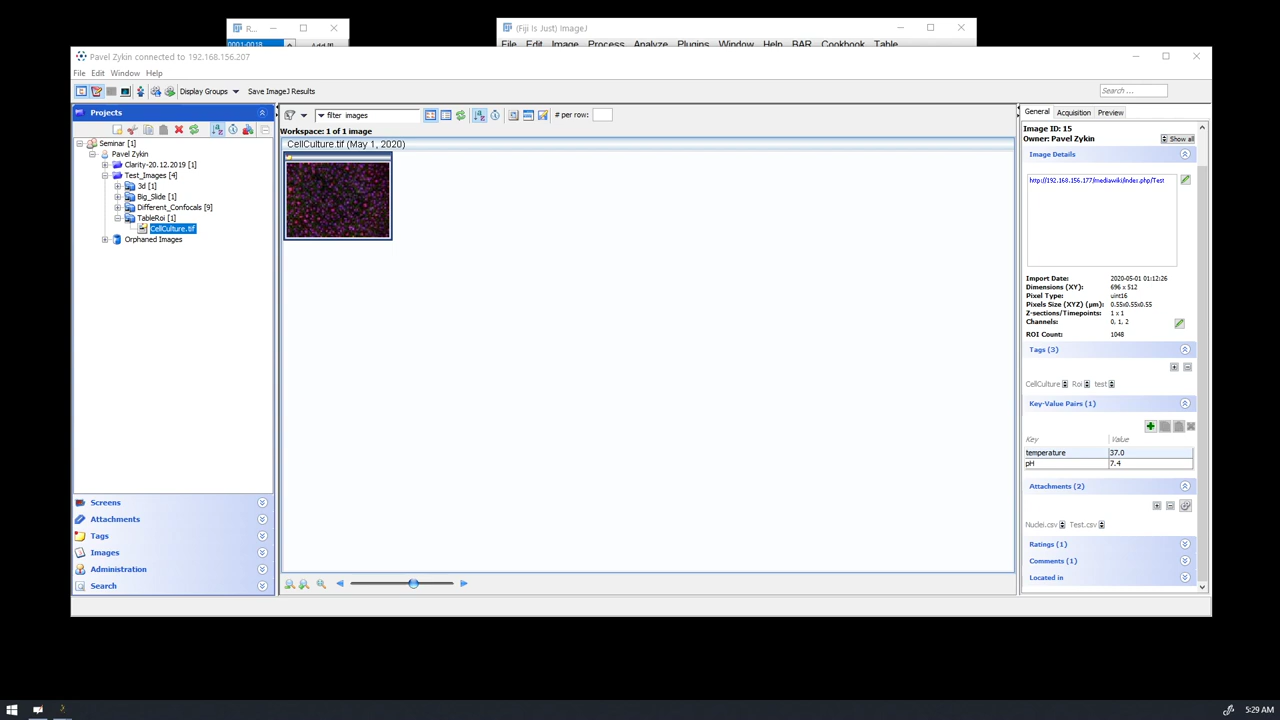 R...
(Fiji Is Just) ImageJ
0001-0018
Add [t]
File Edit Image Process Analyze Plugins Window Help BAR Cookbook Table
Pavel Zykin connected to 192.168.156.207
File Edit Window Help
Display Groups Save ImageJ Results
Search ...
Projects
filter images
# per row:
General Acquisition Preview
Workspace: 1 of 1 image
Image ID: 15
Owner: Pavel Zykin
Show all
Seminar [1]
CellCulture.tif (May 1, 2020)
Image Details
Pavel Zykin
Clarity-20.12.2019 [1]
Test_Images [4]
3d [1]
Big_Slide [1]
Different_Confocals [9]
TableRoi [1]
CellCulture.tif
Orphaned Images
http://192.168.156.177/mediawiki/index.php/Test
Import Date: 2020-05-01 01:12:26
Dimensions (XY): 696 x 512
Pixel Type: uint16
Pixels Size (XYZ) (µm): 0.55x0.55x0.55
Z-sections/Timepoints: 1 x 1
Channels: 0, 1, 2
ROI Count: 1048
Tags (3)
CellCulture Roi test
Key-Value Pairs (1)
Key Value
temperature 37.0
pH 7.4
Attachments (2)
Nuclei.csv Test.csv
Ratings (1)
Comments (1)
Located in
Screens
Attachments
Tags
Images
Administration
Search
5:29 AM